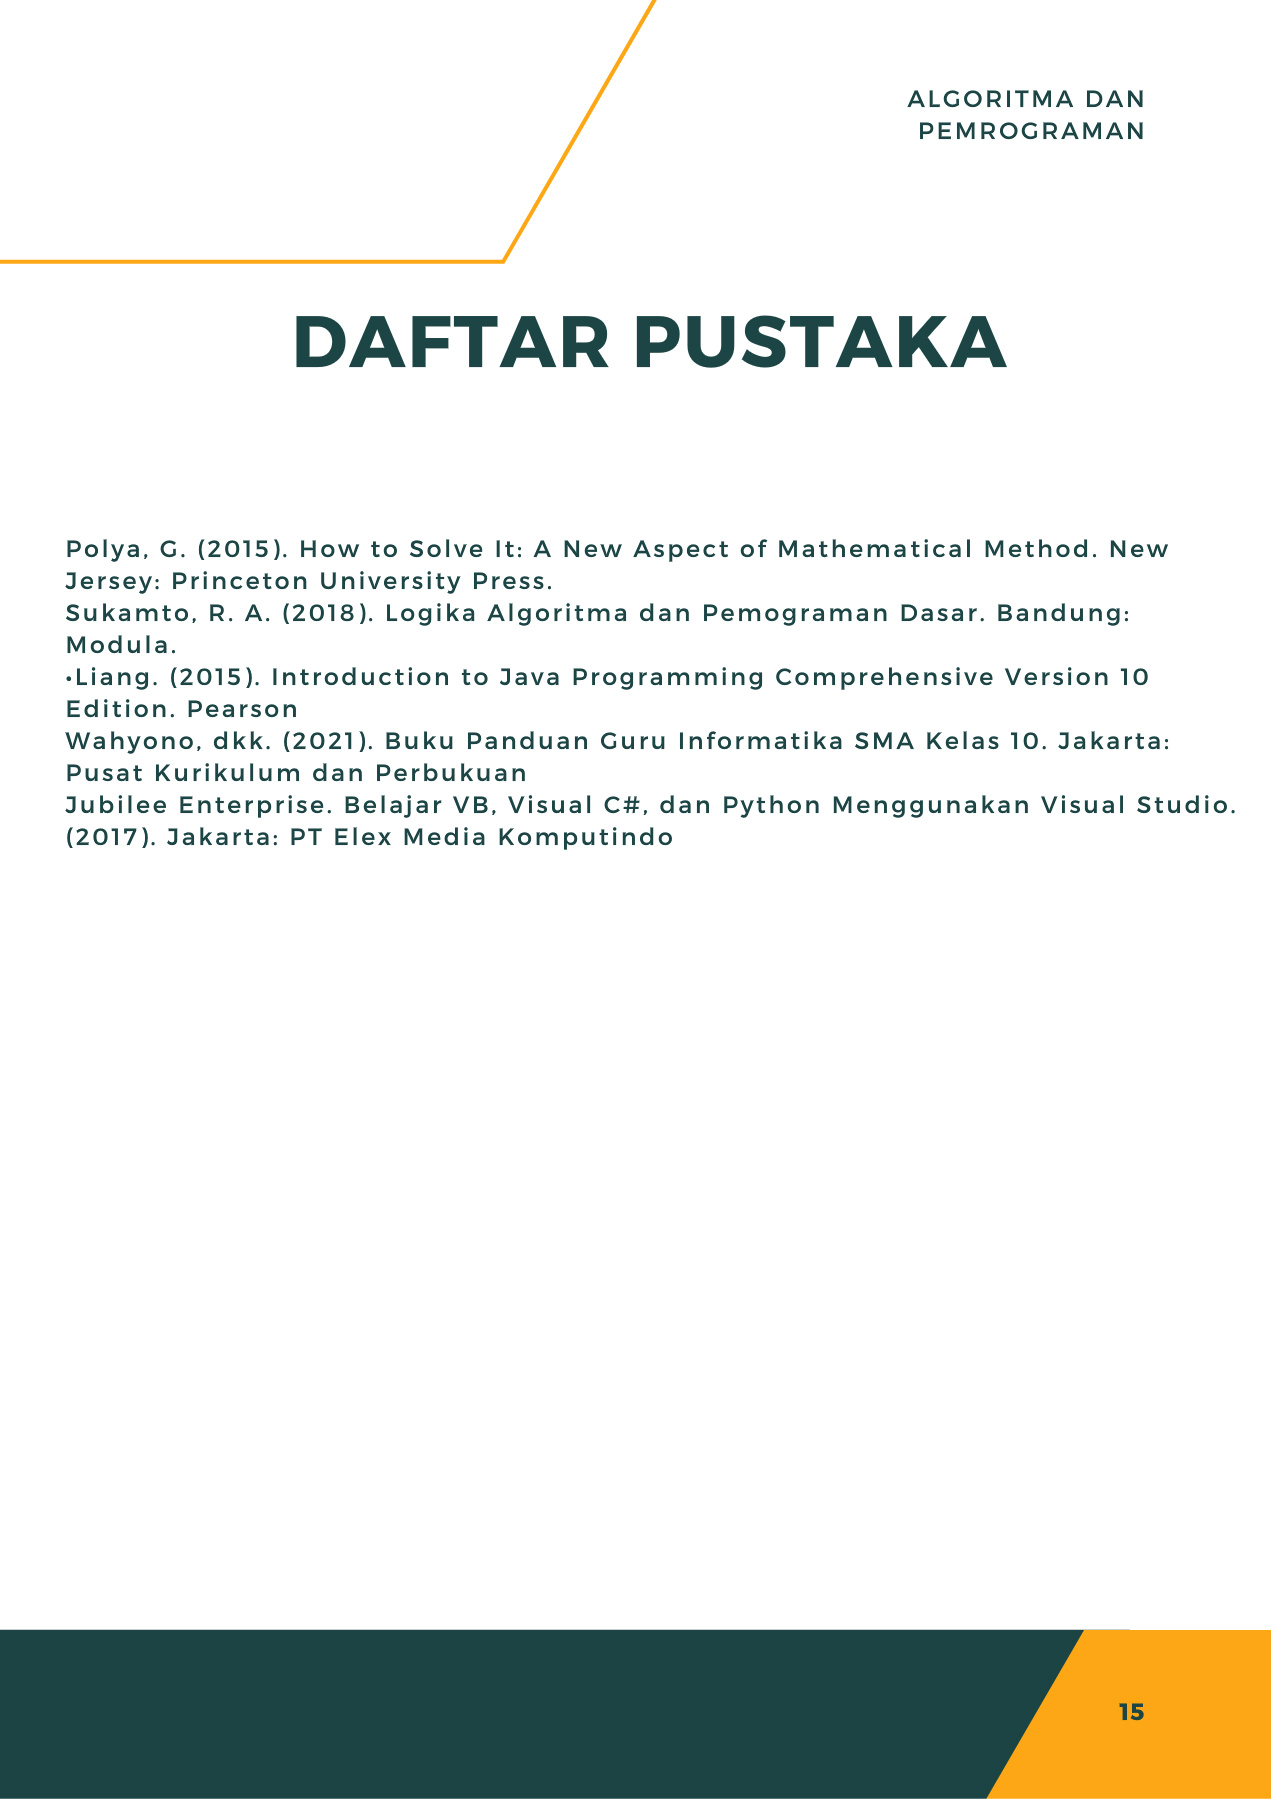 ALGORITMA DAN
PEMROGRAMAN
DAFTAR PUSTAKA
Polya, G. (2015). How to Solve It: A New Aspect of Mathematical Method. New
Jersey: Princeton University Press.
Sukamto, R. A. (2018). Logika Algoritma dan Pemograman Dasar. Bandung:
Modula.
•Liang. (2015). Introduction to Java Programming Comprehensive Version 10
Edition. Pearson
Wahyono, dkk. (2021). Buku Panduan Guru Informatika SMA Kelas 10. Jakarta:
Pusat Kurikulum dan Perbukuan
Jubilee Enterprise. Belajar VB, Visual C#, dan Python Menggunakan Visual Studio.
(2017). Jakarta: PT Elex Media Komputindo
15